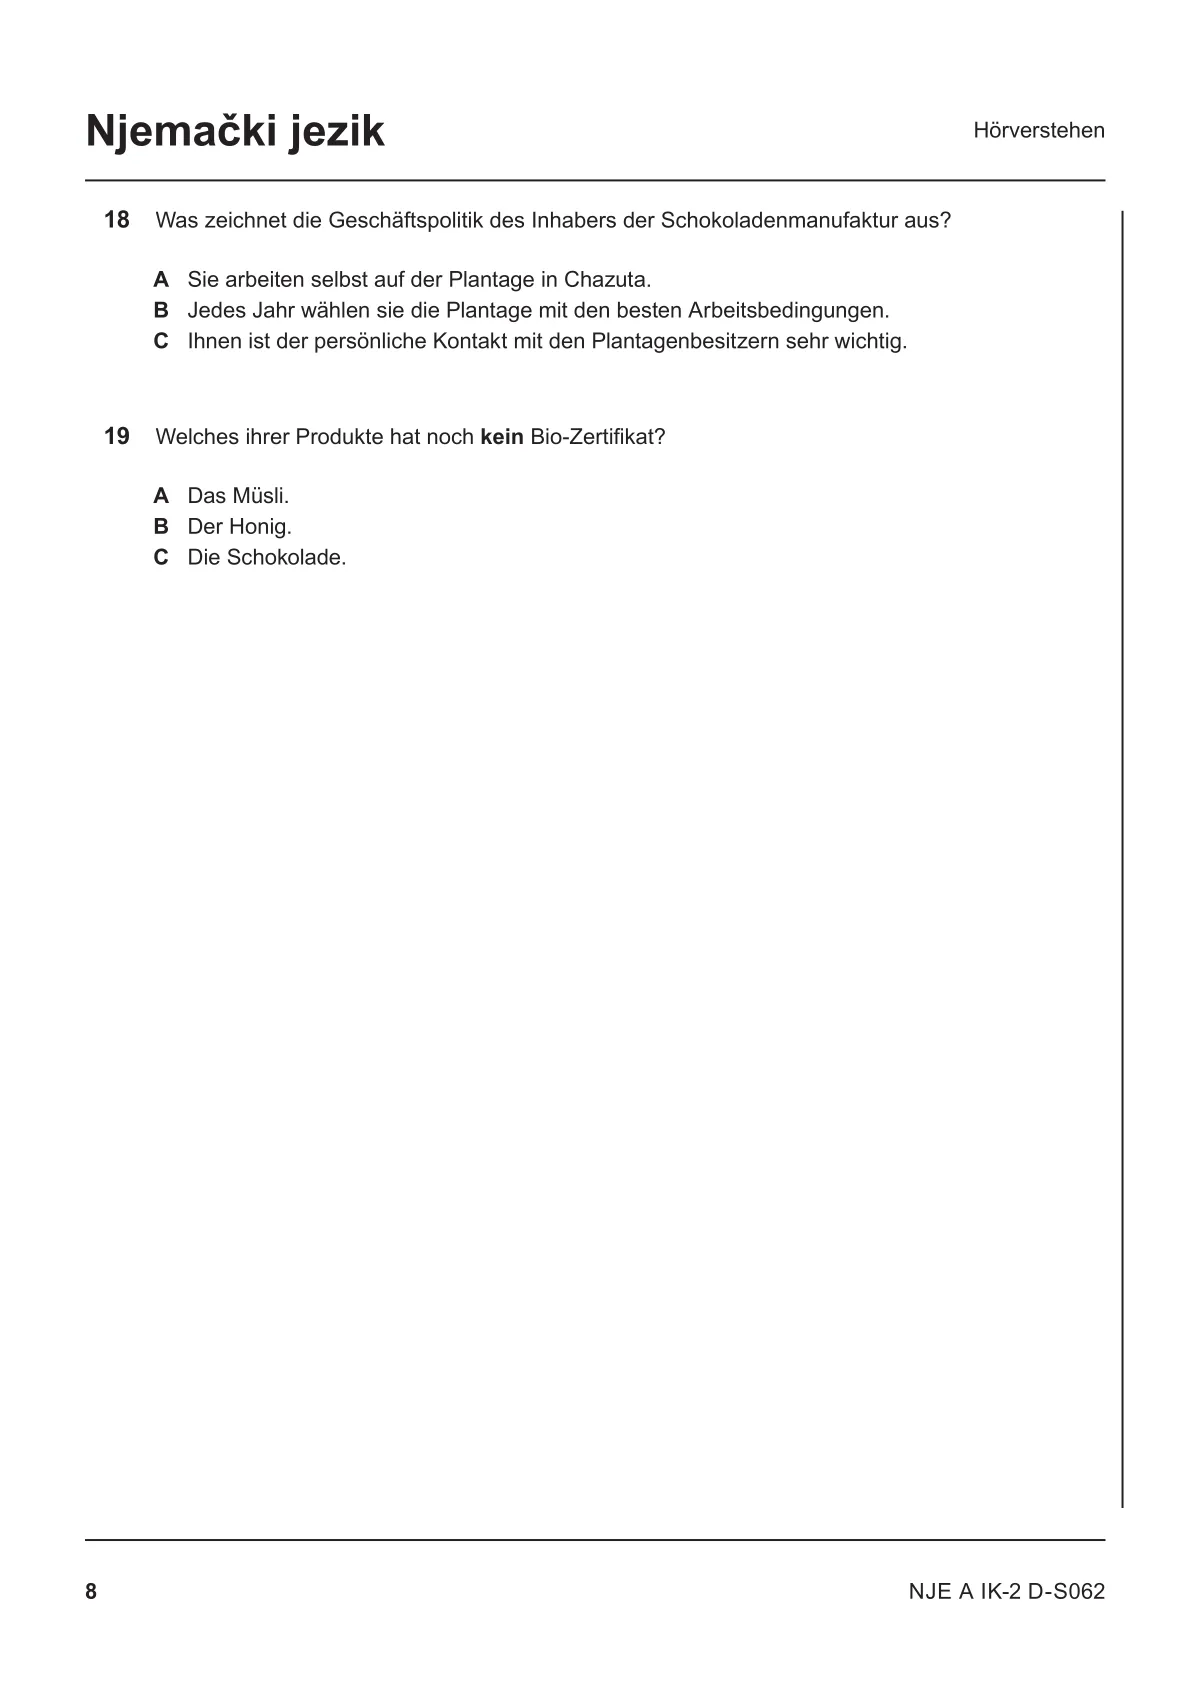 Njemački jezik
Hörverstehen
18 Was zeichnet die Geschäftspolitik des Inhabers der Schokoladenmanufaktur aus?
A Sie arbeiten selbst auf der Plantage in Chazuta.
B Jedes Jahr wählen sie die Plantage mit den besten Arbeitsbedingungen.
C Ihnen ist der persönliche Kontakt mit den Plantagenbesitzern sehr wichtig.
19 Welches ihrer Produkte hat noch kein Bio-Zertifikat?
A Das Müsli.
B Der Honig.
C Die Schokolade.
8
NJE A IK-2 D-S062